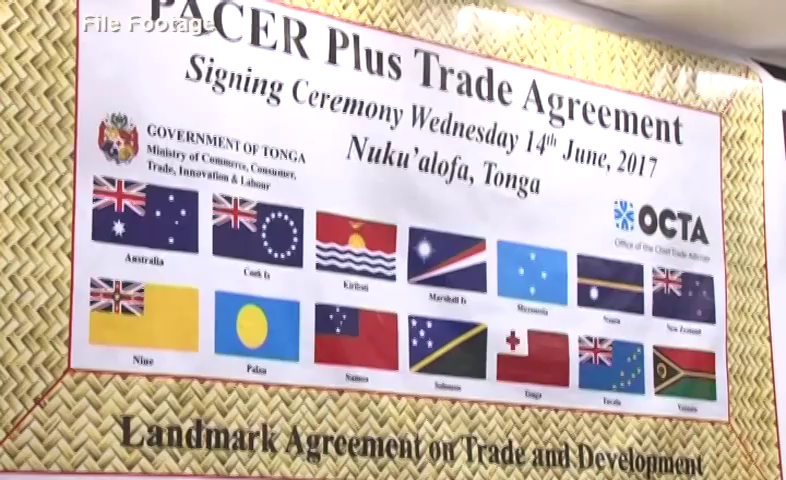 File Footage
PACER Plus Trade Agreement
Signing Ceremony Wednesday 14th June, 2017
Nuku'alofa, Tonga
GOVERNMENT OF TONGA
Ministry of Commerce, Consumer,
Trade, Innovation & Labour
OCTA
Office of the Chief Trade Adviser
Australia
Cook Is
Kiribati
Marshall Is
Micronesia
Nauru
New Zealand
Niue
Palau
Samoa
Solomons
Tonga
Tuvalu
Vanuatu
Landmark Agreement on Trade and Development